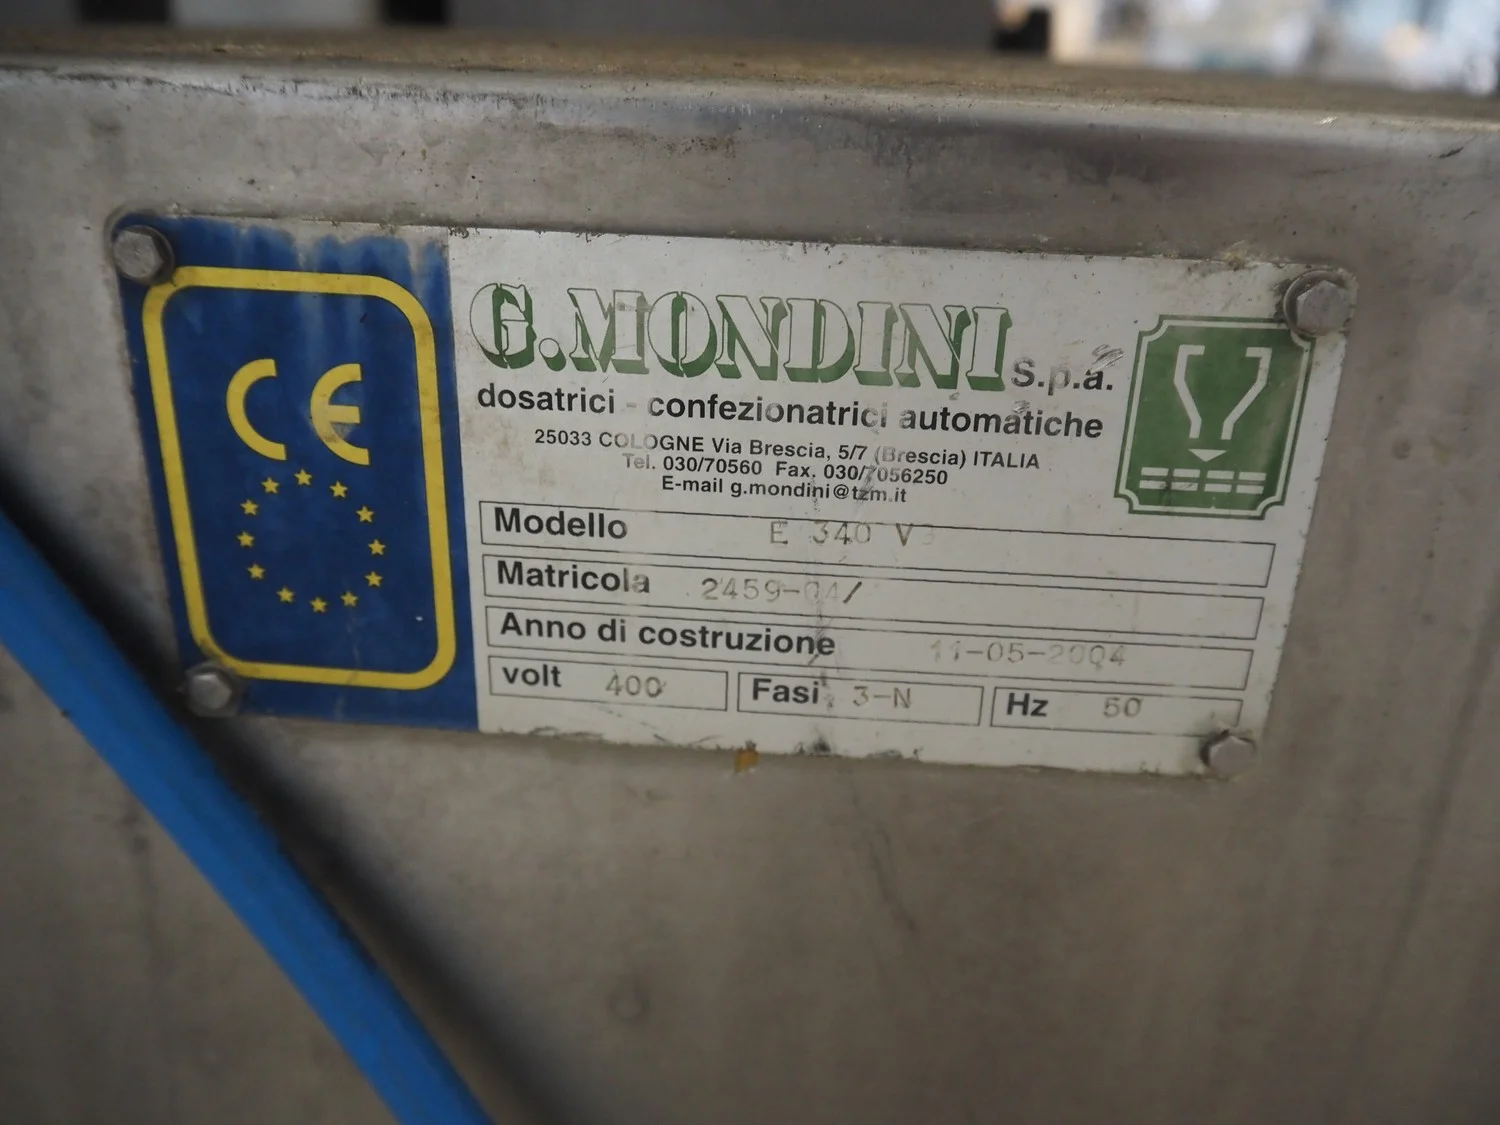 CE
G.MONDINI s.p.a.
dosatrici - confezionatrici automatiche
25033 COLOGNE Via Brescia, 5/7 (Brescia) ITALIA
Tel. 030/70560 Fax. 030/7056250
E-mail g.mondini@tzm.it
Modello E 340 V
Matricola 2459-04/
Anno di costruzione 11-05-2004
volt 400 Fasi 3-N Hz 50